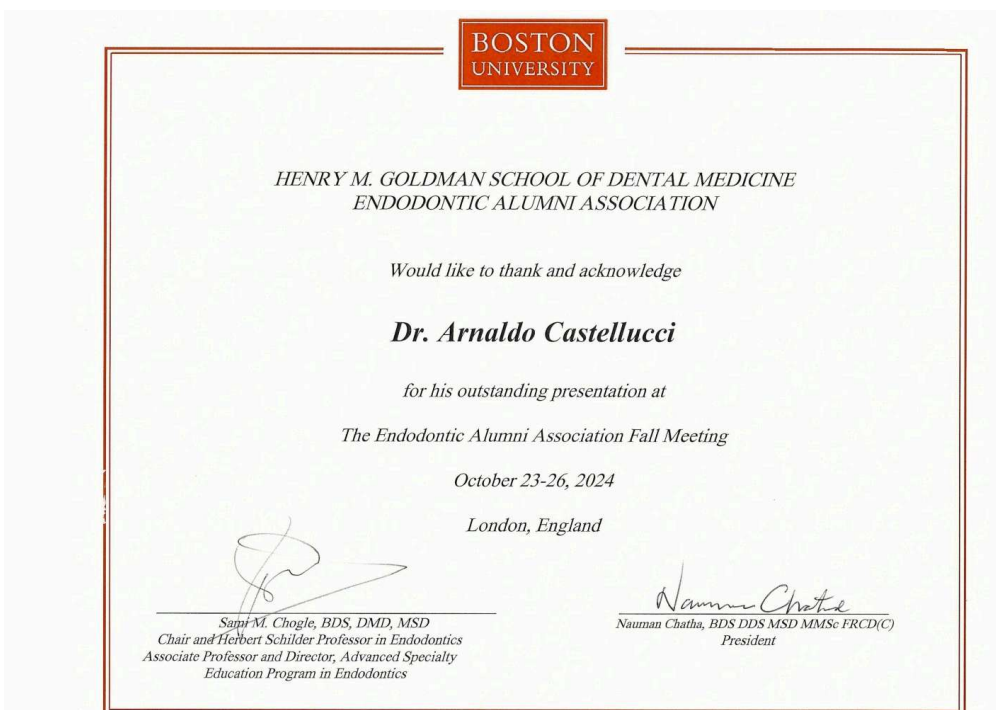 BOSTON
UNIVERSITY
HENRY M. GOLDMAN SCHOOL OF DENTAL MEDICINE
ENDODONTIC ALUMNI ASSOCIATION
Would like to thank and acknowledge
Dr. Arnaldo Castellucci
for his outstanding presentation at
The Endodontic Alumni Association Fall Meeting
October 23-26, 2024
London, England
Nauman Chatha
Sami M. Chogle, BDS, DMD, MSD
Chair and Herbert Schilder Professor in Endodontics
Associate Professor and Director, Advanced Specialty
Education Program in Endodontics
Nauman Chatha, BDS DDS MSD MMSc FRCD(C)
President